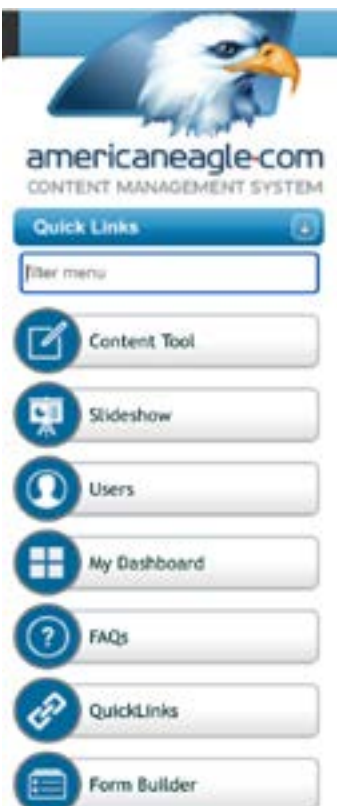 americaneagle.com
CONTENT MANAGEMENT SYSTEM
Quick Links
filter menu
Content Tool
Slideshow
Users
My Dashboard
? FAQs
QuickLinks
Form Builder